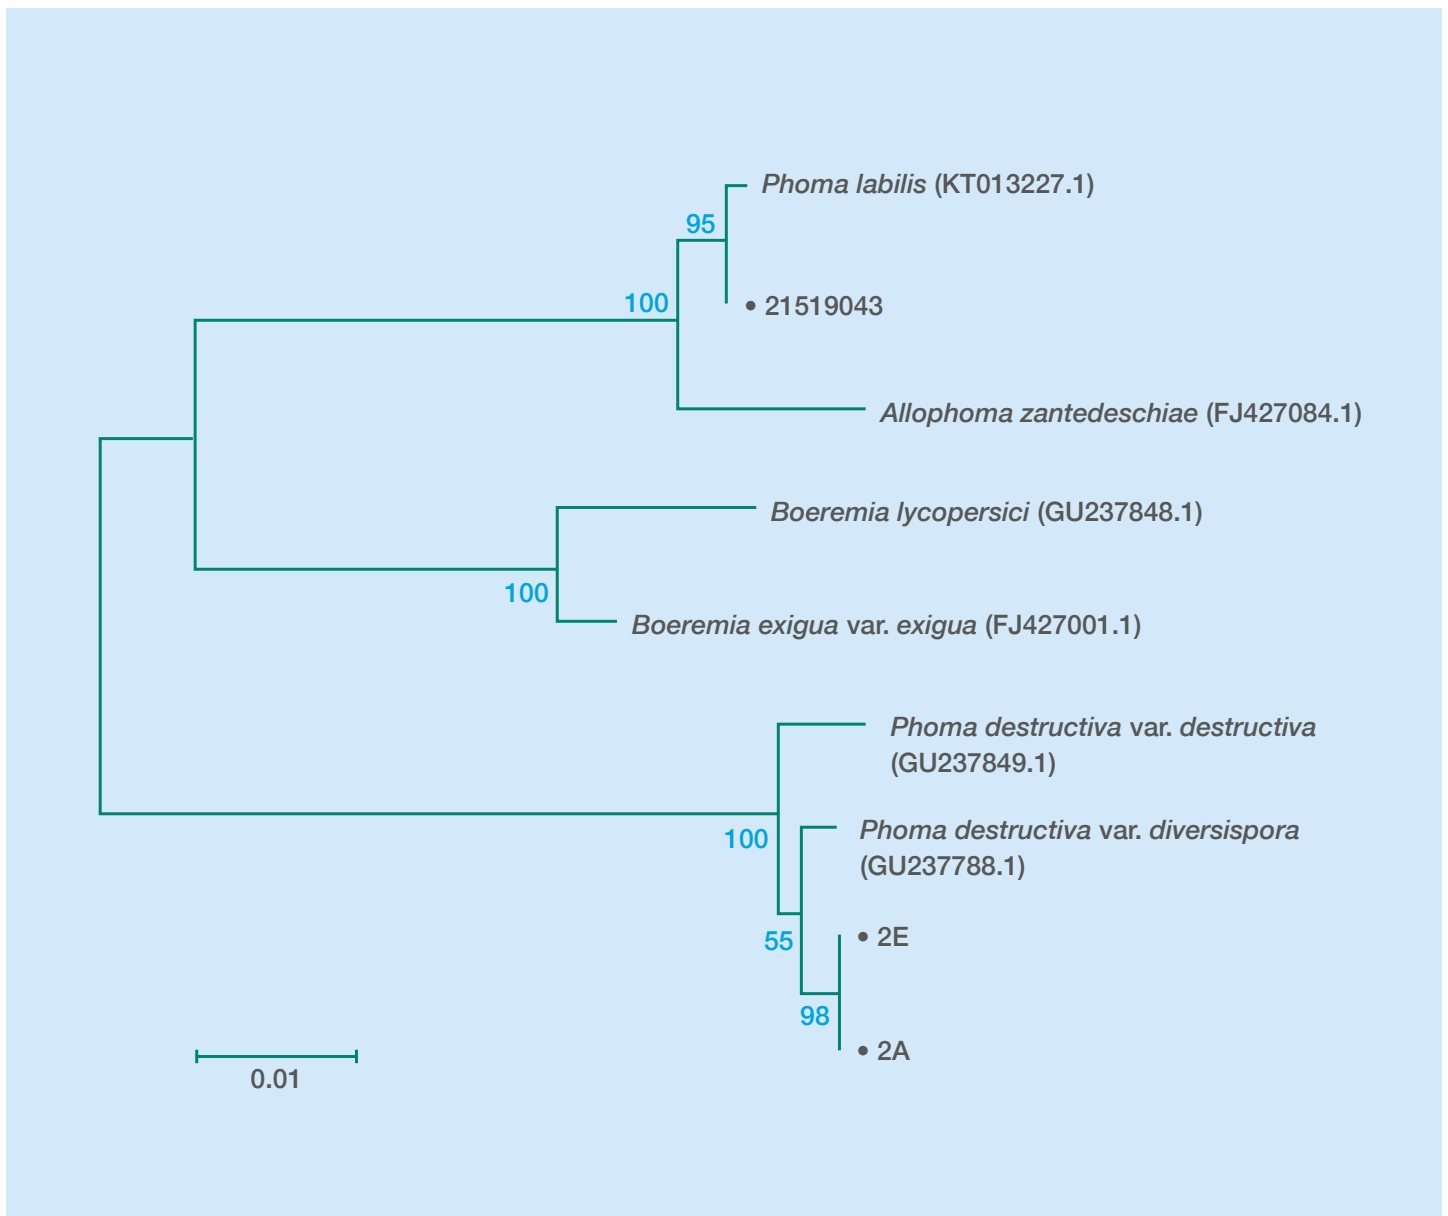 Phoma labilis (KT013227.1)
95
100
• 21519043
Allophoma zantedeschiae (FJ427084.1)
Boeremia lycopersici (GU237848.1)
100
Boeremia exigua var. exigua (FJ427001.1)
Phoma destructiva var. destructiva
(GU237849.1)
100
Phoma destructiva var. diversispora
(GU237788.1)
• 2E
55
98
• 2A
0.01